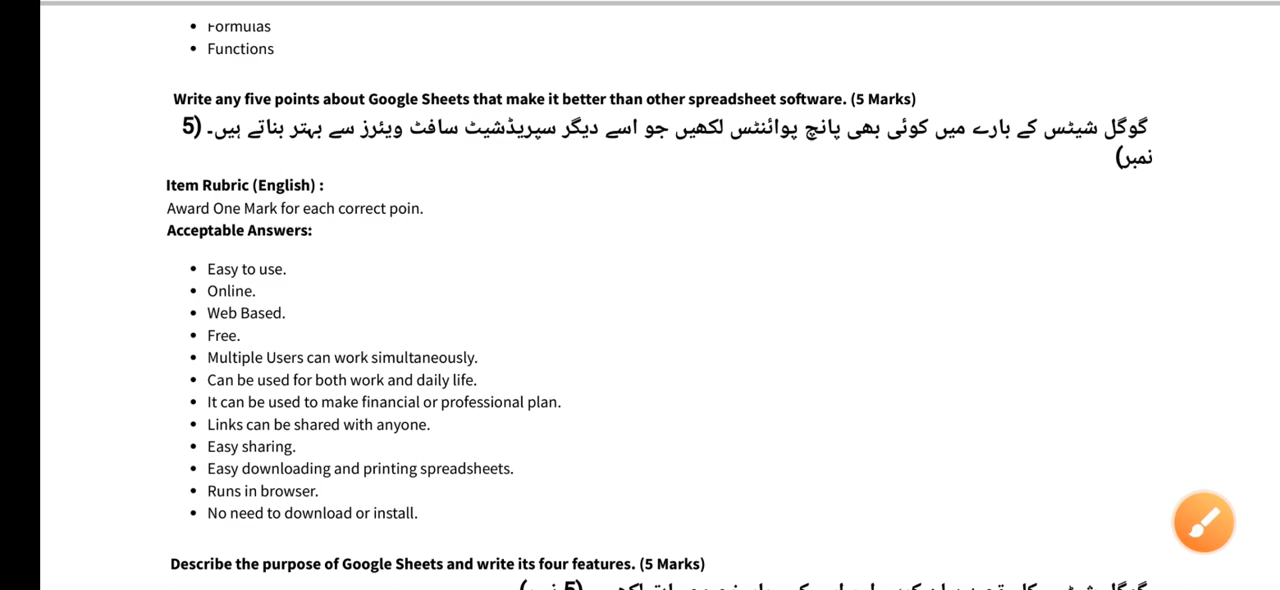 Formulas
Functions
Write any five points about Google Sheets that make it better than other spreadsheet software. (5 Marks)
گوگل شیٹس کے بارے میں کوئی بھی پانچ پوائنٹس لکھیں جو اسے دیگر سپریڈشیٹ سافٹ ویئرز سے بہتر بناتے ہیں۔ (5
نمبر)
Item Rubric (English) :
Award One Mark for each correct poin.
Acceptable Answers:
Easy to use.
Online.
Web Based.
Free.
Multiple Users can work simultaneously.
Can be used for both work and daily life.
It can be used to make financial or professional plan.
Links can be shared with anyone.
Easy sharing.
Easy downloading and printing spreadsheets.
Runs in browser.
No need to download or install.
Describe the purpose of Google Sheets and write its four features. (5 Marks)